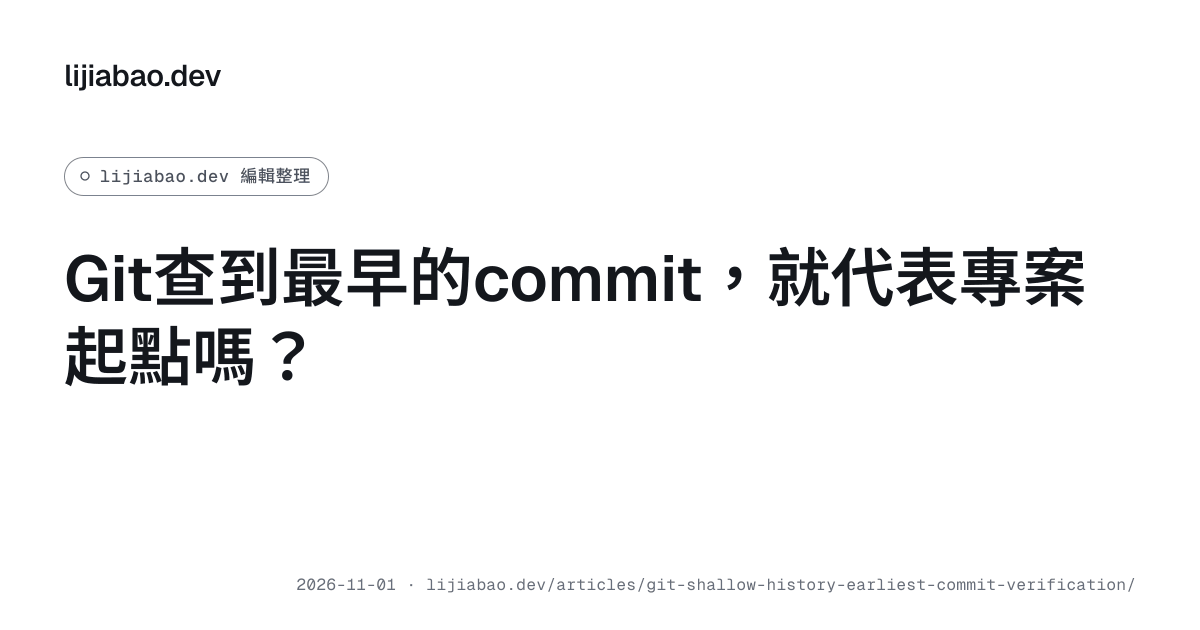 lijiabao.dev
lijiabao.dev 編輯整理
Git查到最早的commit，就代表專案
起點嗎？
2026-11-01 · lijiabao.dev/articles/git-shallow-history-earliest-commit-verification/